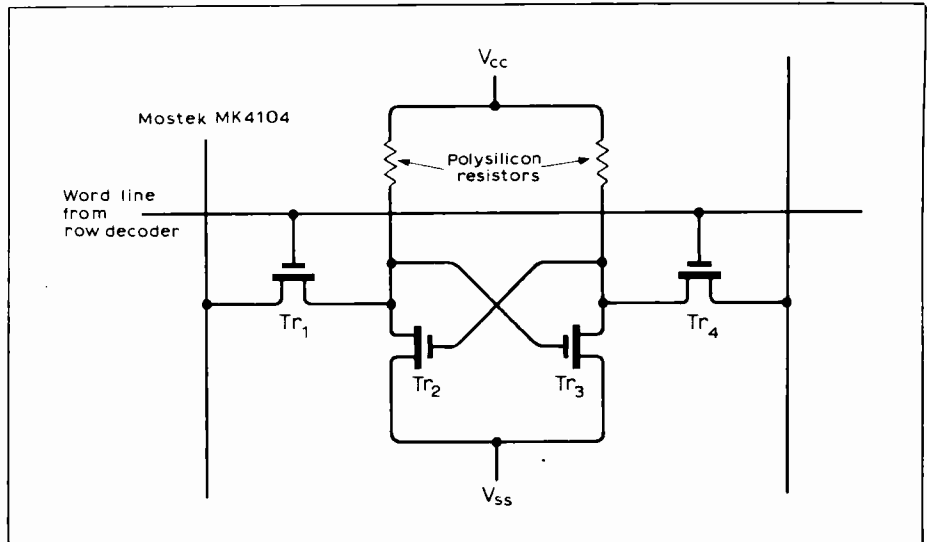 Vcc
Mostek MK4104
Polysilicon
resistors
Word line
from
row decoder
Tr1
Tr4
Tr2
Tr3
Vss